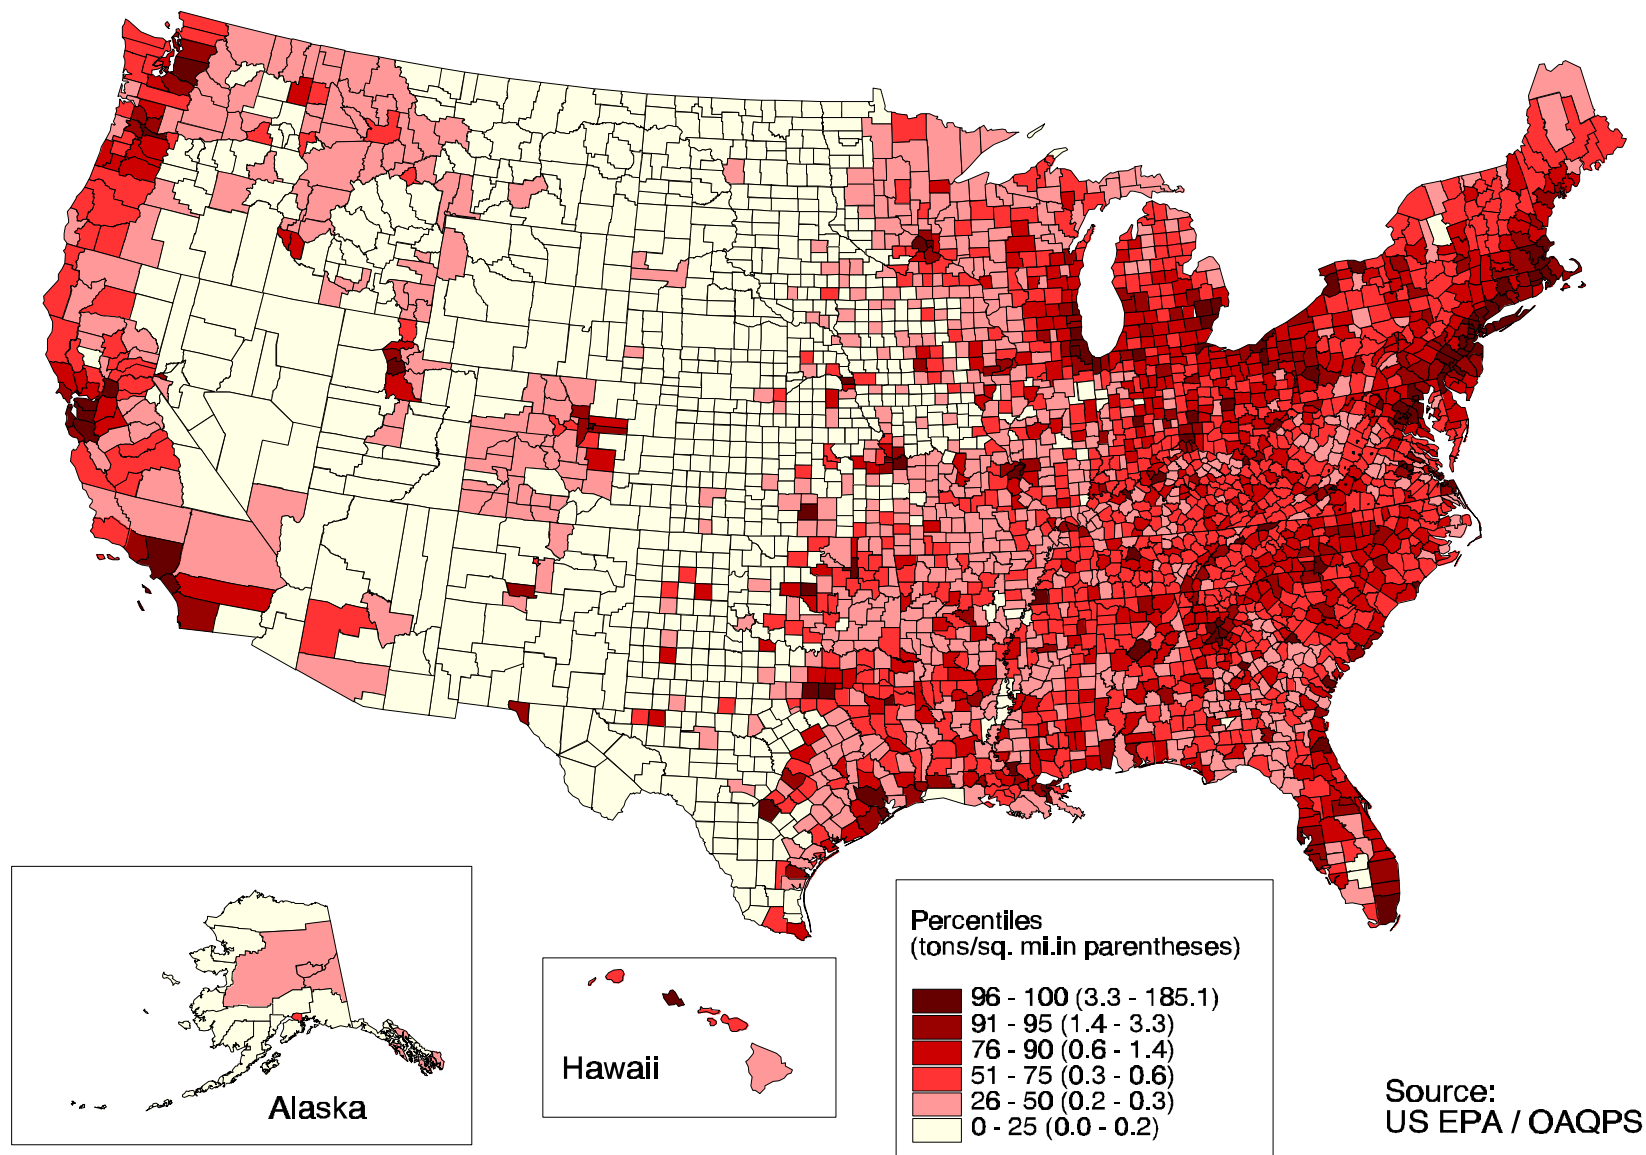 Percentiles
(tons/sq. mi.in parentheses)
96 - 100 (3.3 - 185.1)
91 - 95 (1.4 - 3.3)
76 - 90 (0.6 - 1.4)
51 - 75 (0.3 - 0.6)
26 - 50 (0.2 - 0.3)
0 - 25 (0.0 - 0.2)
Alaska
Hawaii
Source:
US EPA / OAQPS